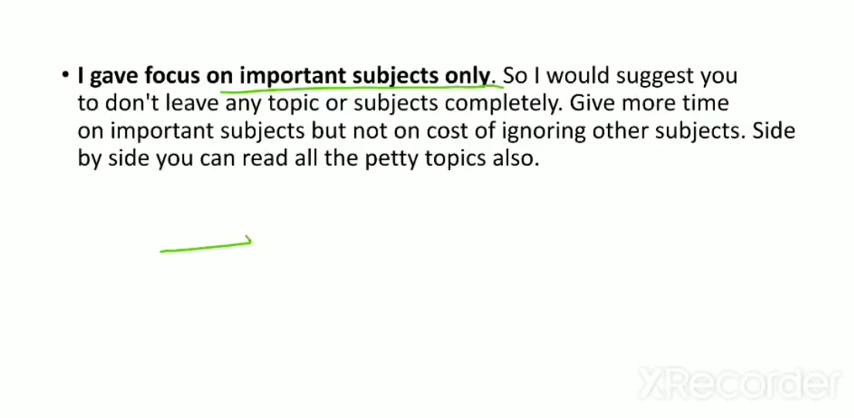 • I gave focus on important subjects only. So I would suggest you
to don't leave any topic or subjects completely. Give more time
on important subjects but not on cost of ignoring other subjects. Side
by side you can read all the petty topics also.
XRecorder